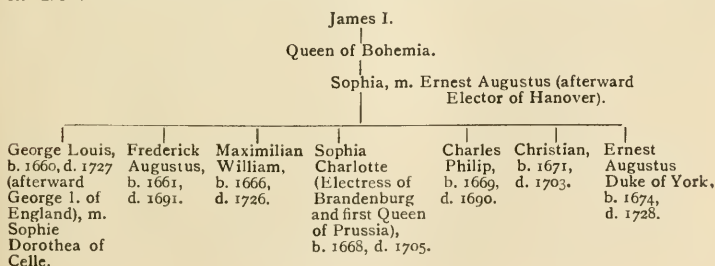 James I.
Queen of Bohemia.
Sophia, m. Ernest Augustus (afterward
Elector of Hanover).
George Louis,
b. 1660, d. 1727
(afterward
George 1. of
England), m.
Sophie
Dorothea of
Celle.
Frederick
Augustus,
b. 1661,
d. 1691.
Maximilian
William,
b. 1666,
d. 1726.
Sophia
Charlotte
(Electress of
Brandenburg
and first Queen
of Prussia),
b. 1668, d. 1705.
Charles
Philip,
b. 1669,
d. 1690.
Christian,
b. 1671,
d. 1703.
Ernest
Augustus
Duke of York,
b. 1674,
d. 1728.